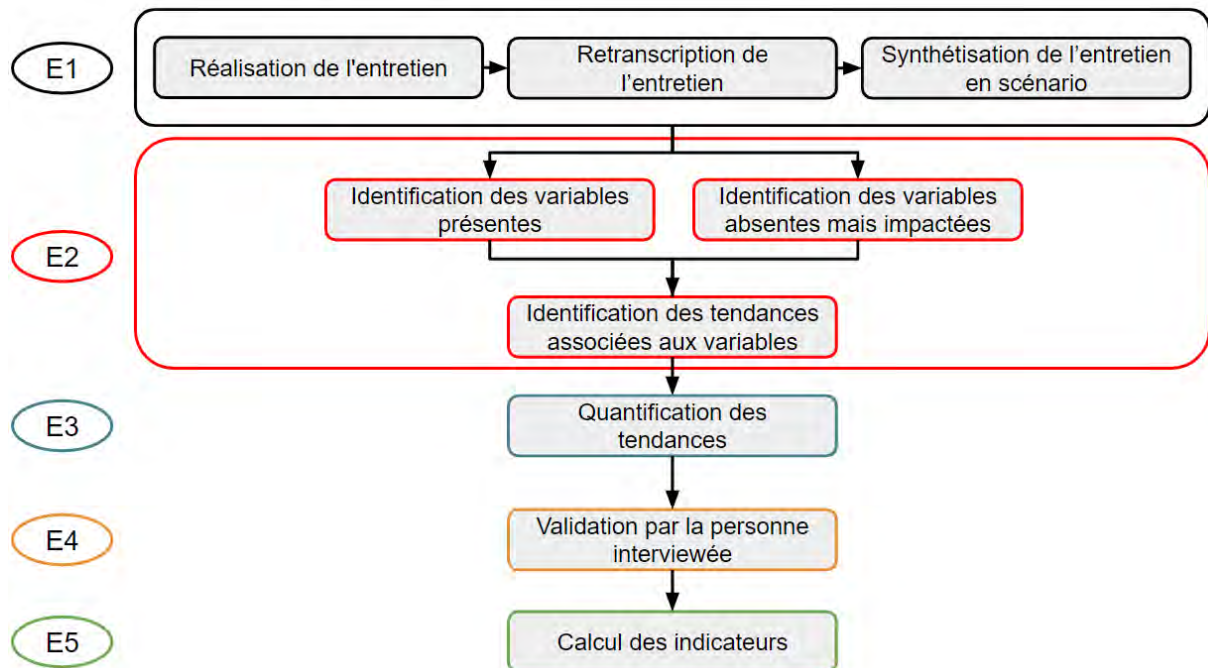 E1
Réalisation de l'entretien
Retranscription de
l’entretien
Synthétisation de l’entretien
en scénario
E2
Identification des variables
présentes
Identification des variables
absentes mais impactées
Identification des tendances
associées aux variables
E3
Quantification des
tendances
E4
Validation par la personne
interviewée
E5
Calcul des indicateurs